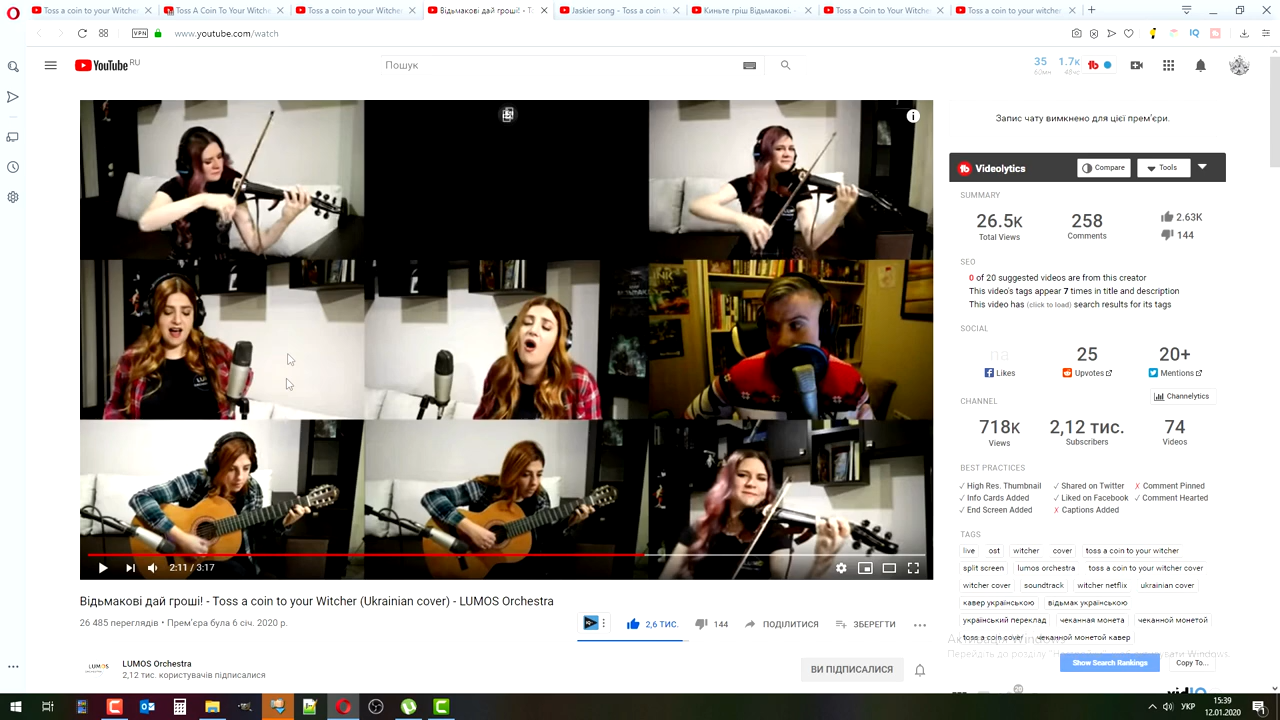 Toss a coin to your Witcher
Toss A Coin To Your Witche
Toss a coin to your Witche
Відьмакові дай гроші! - T
Jaskier song - Toss a coin t
Киньте гріш Відьмакові. -
Toss a Coin To your Witche
Toss a coin to your witche
VPN
www.youtube.com/watch
IQ
YouTube RU
Пошук
35
60мін
1.7K
48чс
Запис чату вимкнено для цієї прем'єри.
Videolytics
Compare
Tools
SUMMARY
26.5K
258
2.63K
Total Views
Comments
144
SEO
0 of 20 suggested videos are from this creator
This video's tags appear 7 times in title and description
This video has (click to load) search results for its tags
SOCIAL
na
25
20+
Likes
Upvotes
Mentions
Channelytics
CHANNEL
718K
2,12 тис.
74
Views
Subscribers
Videos
BEST PRACTICES
High Res. Thumbnail
Shared on Twitter
Comment Pinned
Info Cards Added
Liked on Facebook
Comment Hearted
End Screen Added
Captions Added
TAGS
live
ost
witcher
cover
toss a coin to your witcher
split screen
lumos orchestra
toss a coin to your witcher cover
witcher cover
soundtrack
witcher netflix
ukrainian cover
кавер українською
відьмак українською
український переклад
чеканная монета
чеканной монетой
toss a coin cover
чеканной монетой кавер
Show Search Rankings
Copy To...
vidIQ
2:11 / 3:17
Відьмакові дай гроші! - Toss a coin to your Witcher (Ukrainian cover) - LUMOS Orchestra
26 485 переглядів • Прем'єра була 6 січ. 2020 р.
2,6 ТИС.
144
ПОДІЛИТИСЯ
ЗБЕРЕГТИ
LUMOS
LUMOS Orchestra
2,12 тис. користувачів підписалися
ВИ ПІДПИСАЛИСЯ
20
УКР
15:39
12.01.2020